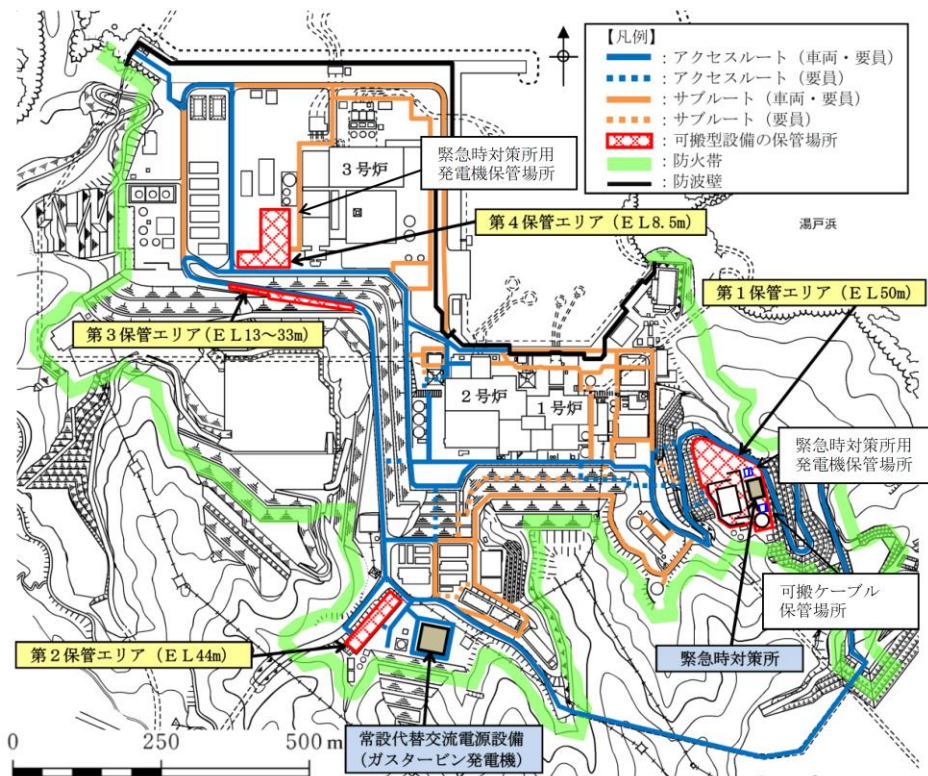 【凡例】
：アクセスルート（車両・要員）
：アクセスルート（要員）
：サブルート（車両・要員）
：サブルート（要員）
：可搬型設備の保管場所
：防火帯
：防波壁
３号炉
緊急時対策所用
発電機保管場所
第４保管エリア（ＥＬ8.5m）
湯戸浜
第１保管エリア（ＥＬ50m）
第３保管エリア（ＥＬ13～33m）
２号炉
１号炉
緊急時対策所用
発電機保管場所
可搬ケーブル
保管場所
緊急時対策所
第２保管エリア（ＥＬ44m）
常設代替交流電源設備
（ガスタービン発電機）
0 250 500 m